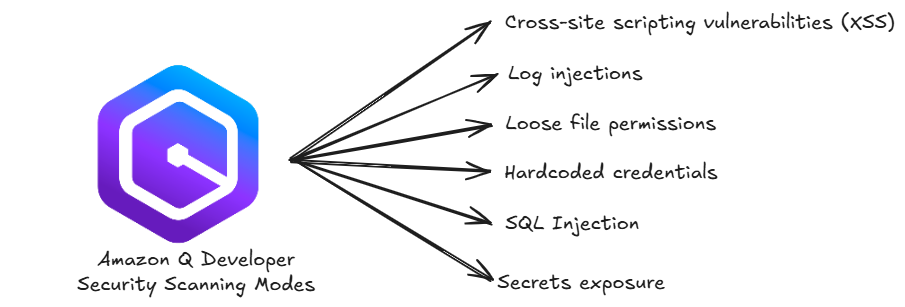 Cross-site scripting vulnerabilities (XSS)
Log injections
Loose file permissions
Hardcoded credentials
SQL Injection
Secrets exposure
Amazon Q Developer
Security Scanning Modes